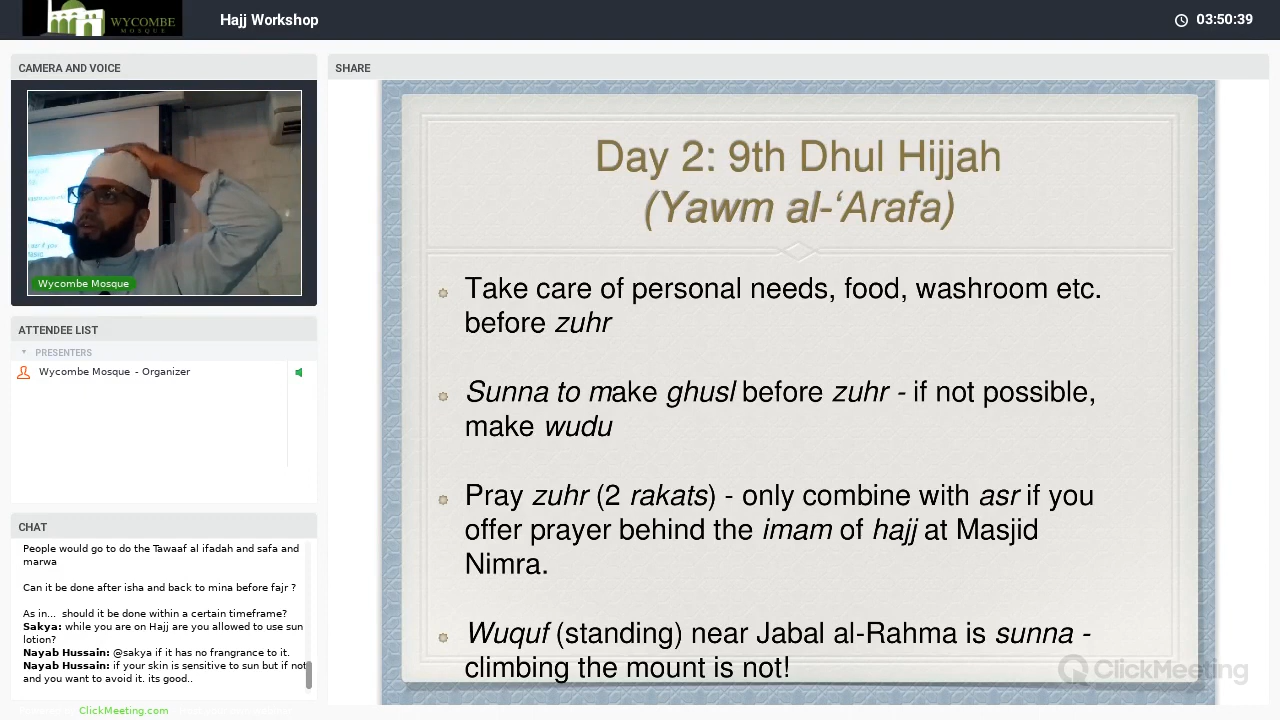 WYCOMBE
MOSQUE
Hajj Workshop
03:50:39
CAMERA AND VOICE
Wycombe Mosque
ATTENDEE LIST
PRESENTERS
Wycombe Mosque - Organizer
CHAT
People would go to do the Tawaaf al ifadah and safa and
marwa
Can it be done after isha and back to mina before fajr ?
As in... should it be done within a certain timeframe?
Sakya: while you are on Hajj are you allowed to use sun
lotion?
Nayab Hussain: @sakya if it has no frangrance to it.
Nayab Hussain: if your skin is sensitive to sun but if not
and you want to avoid it. its good..
ClickMeeting.com
SHARE
Day 2: 9th Dhul Hijjah
(Yawm al-‘Arafa)
Take care of personal needs, food, washroom etc.
before zuhr
Sunna to make ghusl before zuhr - if not possible,
make wudu
Pray zuhr (2 rakats) - only combine with asr if you
offer prayer behind the imam of hajj at Masjid
Nimra.
Wuquf (standing) near Jabal al-Rahma is sunna -
climbing the mount is not!
ClickMeeting